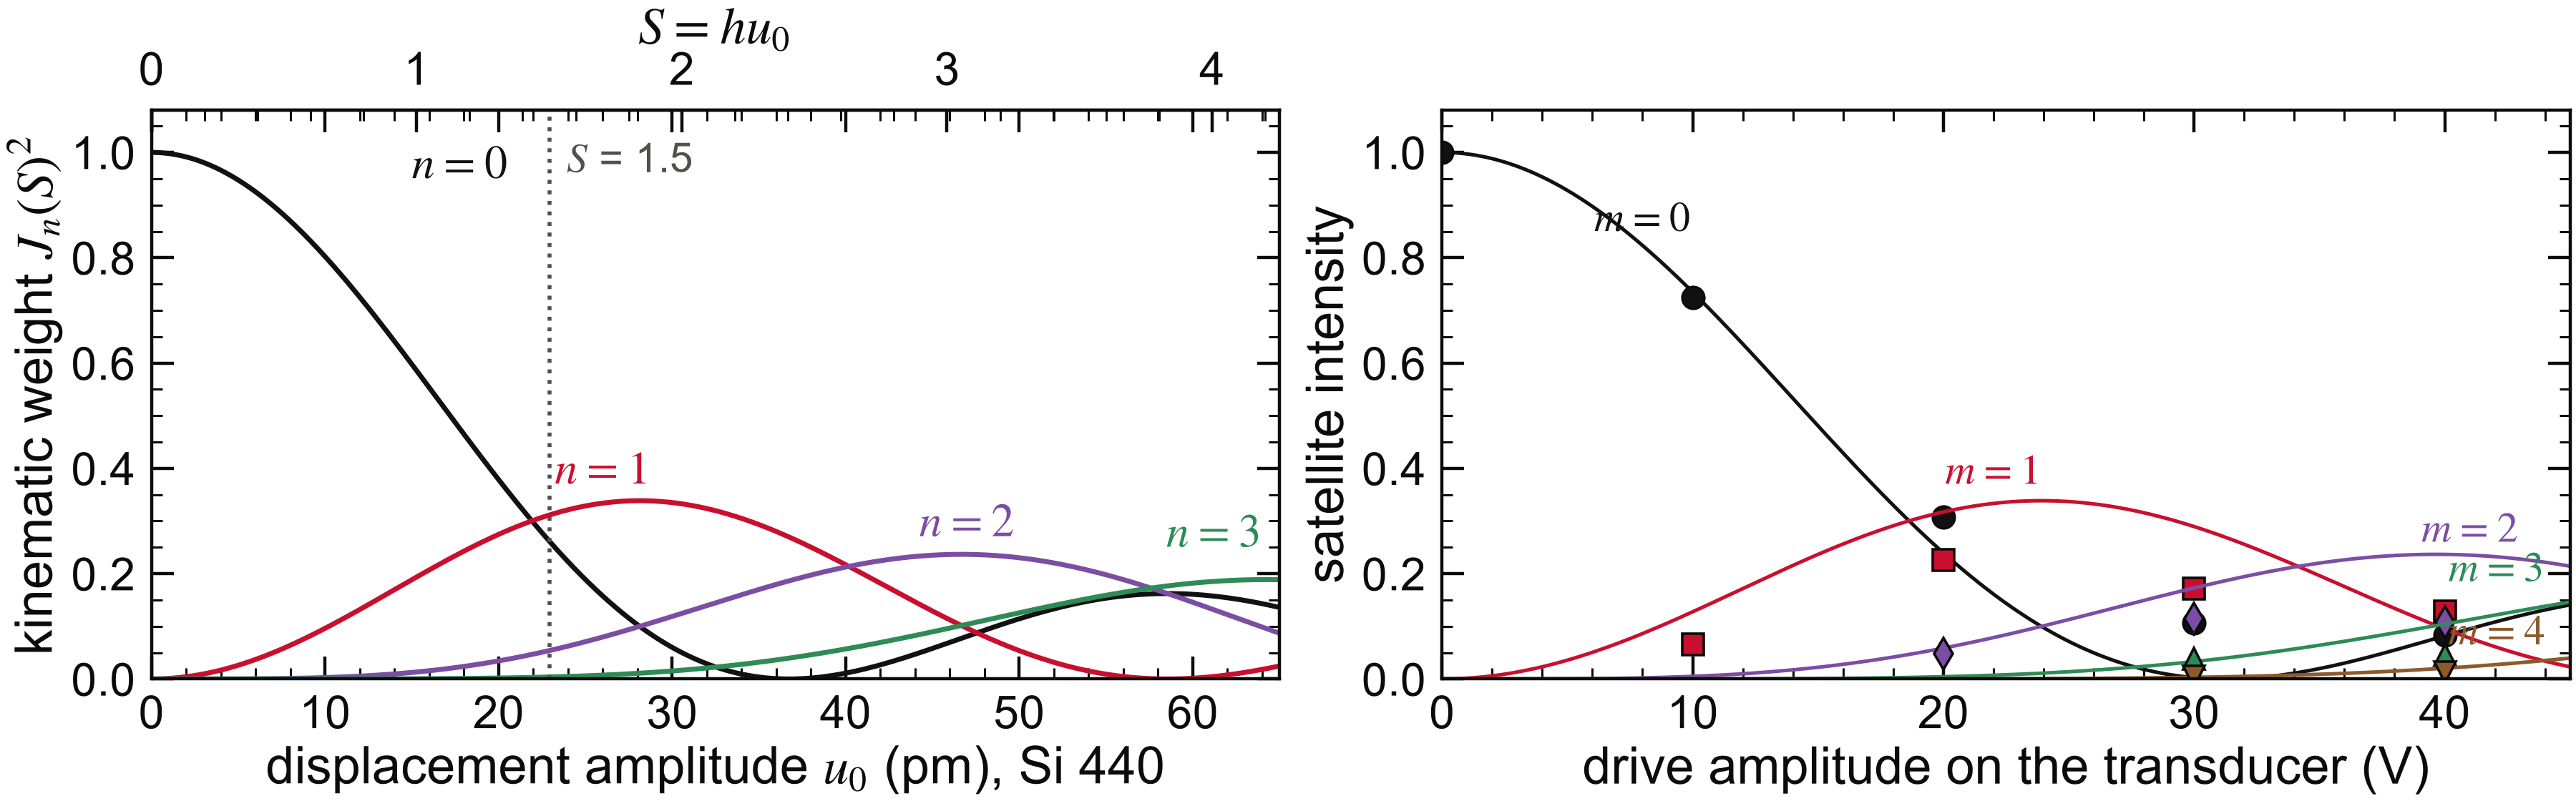 S = hu₀
0 1 2 3 4
kinematic weight Jₙ(S)²
1.0
0.8
0.6
0.4
0.2
0.0
n = 0
S = 1.5
n = 1
n = 2
n = 3
0 10 20 30 40 50 60
displacement amplitude u₀ (pm), Si 440
satellite intensity
1.0
0.8
0.6
0.4
0.2
0.0
m = 0
m = 1
m = 2
m = 3
m = 4
0 10 20 30 40
drive amplitude on the transducer (V)